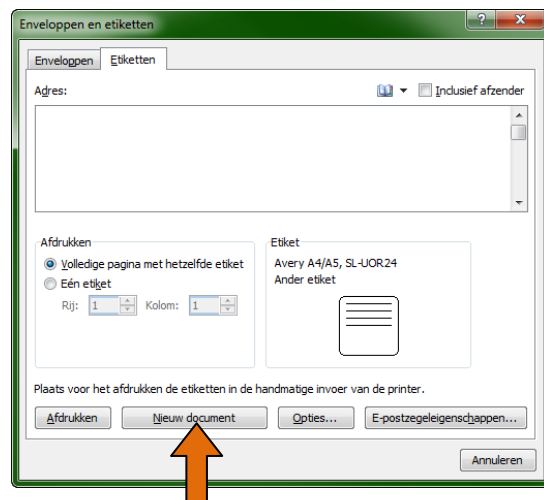 Enveloppen en etiketten
Enveloppen Etiketten
Adres: Inclusief afzender
Afdrukken
Volledige pagina met hetzelfde etiket
Eén etiket
Rij: 1 Kolom: 1
Etiket
Avery A4/A5, SL-UOR24
Ander etiket
Plaats voor het afdrukken de etiketten in de handmatige invoer van de printer.
Afdrukken Nieuw document Opties... E-postzegeleigenschappen...
Annuleren